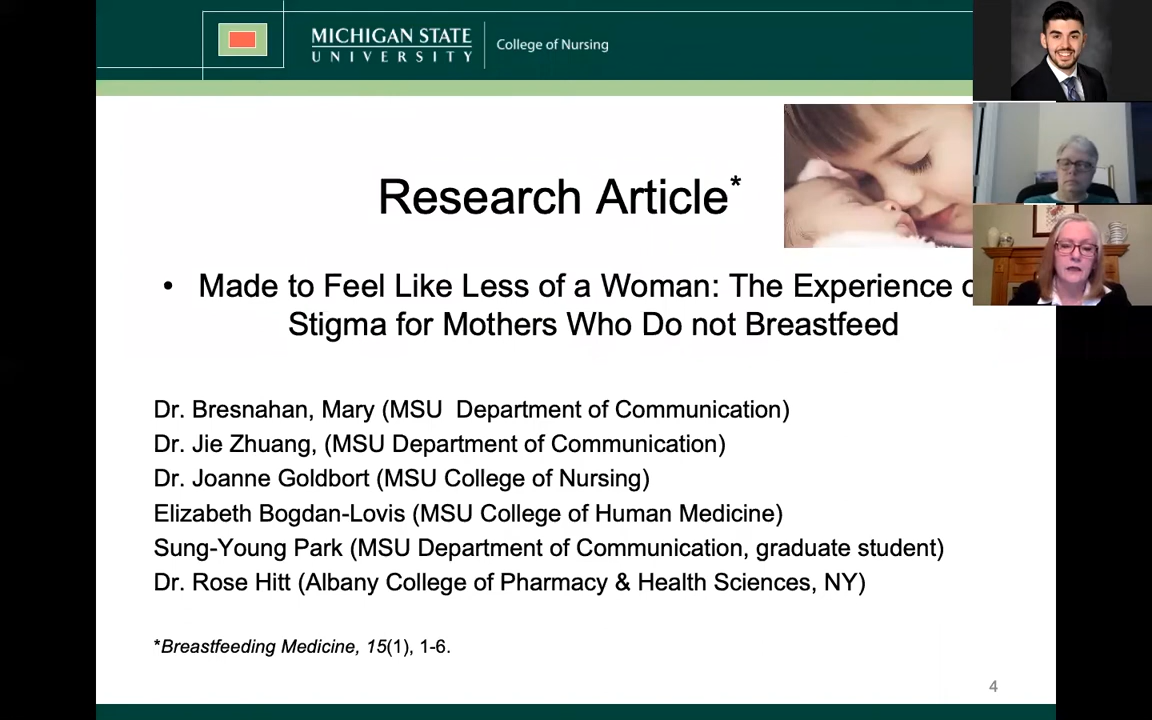 MICHIGAN STATE
UNIVERSITY
College of Nursing
Research Article*
• Made to Feel Like Less of a Woman: The Experience
Stigma for Mothers Who Do not Breastfeed
Dr. Bresnahan, Mary (MSU Department of Communication)
Dr. Jie Zhuang, (MSU Department of Communication)
Dr. Joanne Goldbort (MSU College of Nursing)
Elizabeth Bogdan-Lovis (MSU College of Human Medicine)
Sung-Young Park (MSU Department of Communication, graduate student)
Dr. Rose Hitt (Albany College of Pharmacy & Health Sciences, NY)
*Breastfeeding Medicine, 15(1), 1-6.
4